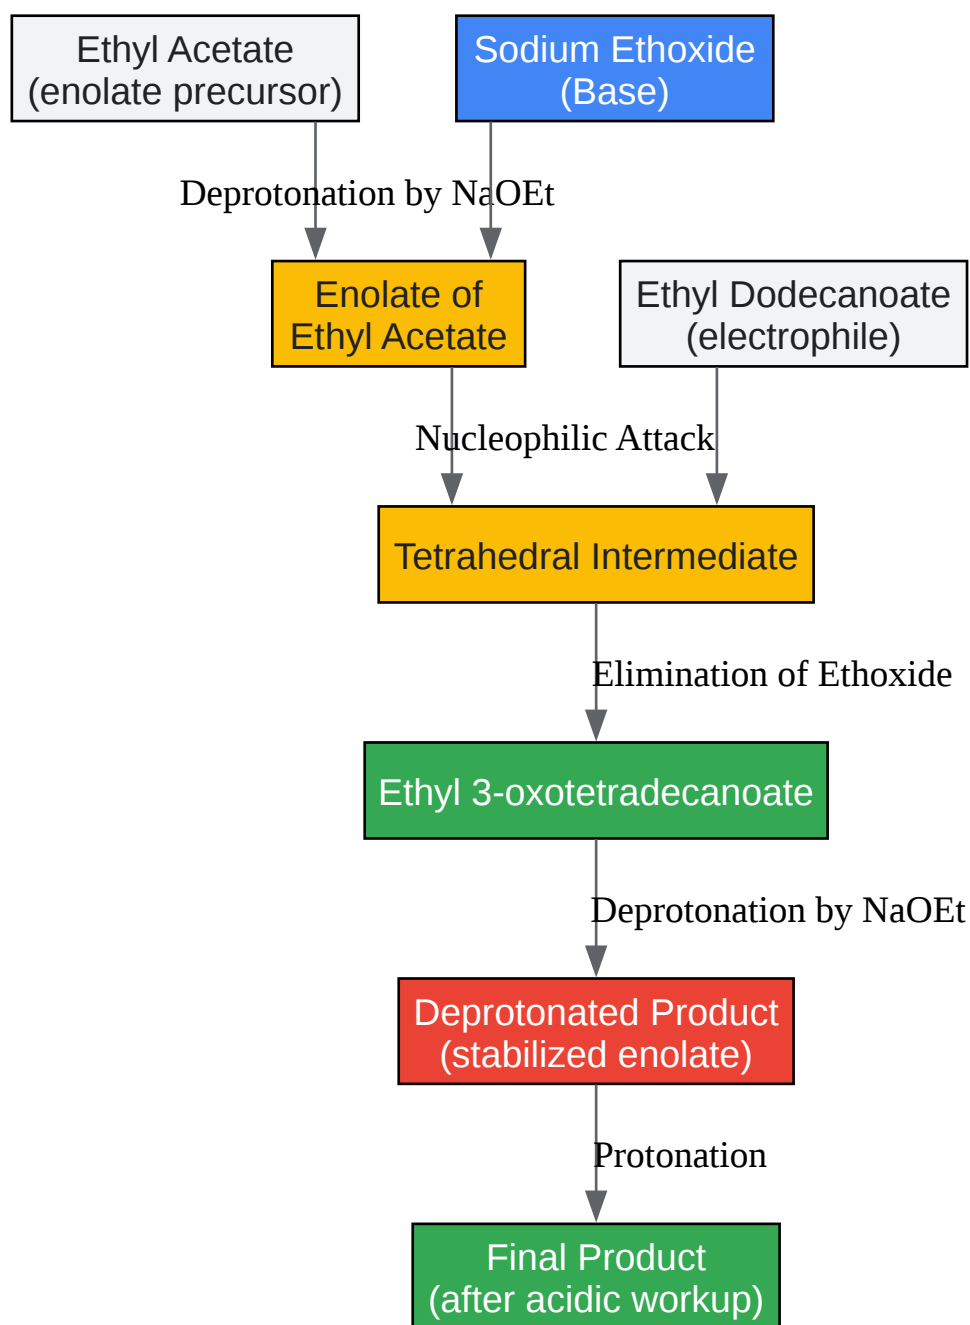 Ethyl Acetate
(enolate precursor)
Sodium Ethoxide
(Base)
Deprotonation by NaOEt
Enolate of
Ethyl Acetate
Ethyl Dodecanoate
(electrophile)
Nucleophilic Attack
Tetrahedral Intermediate
Elimination of Ethoxide
Ethyl 3-oxotetradecanoate
Deprotonation by NaOEt
Deprotonated Product
(stabilized enolate)
Protonation
Final Product
(after acidic workup)